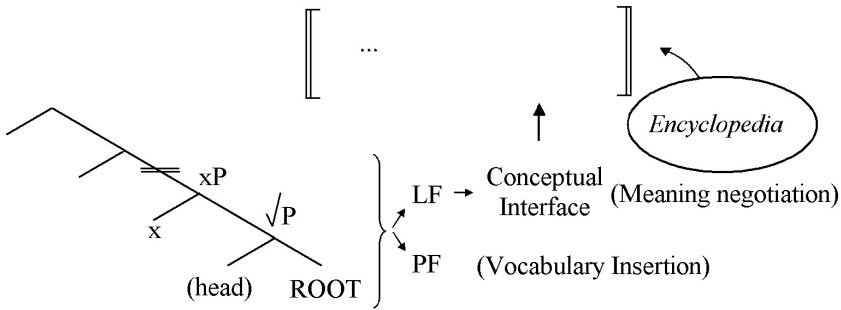 ...
Encyclopedia
xP
x
√P
(head)
ROOT
LF
Conceptual
Interface
(Meaning negotiation)
PF
(Vocabulary Insertion)